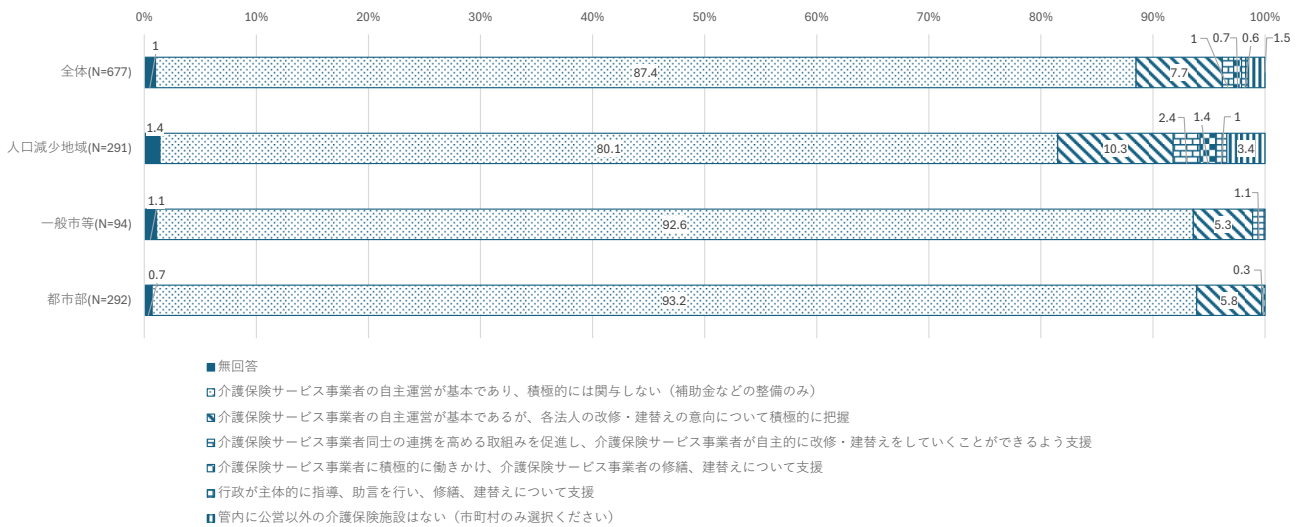 0% 10% 20% 30% 40% 50% 60% 70% 80% 90% 100%
全体(N=677) 1 87.4 7.7 1 0.7 0.6 1.5
人口減少地域(N=291) 1.4 80.1 10.3 2.4 1.4 1 3.4
一般市等(N=94) 1.1 92.6 5.3 1.1
都市部(N=292) 0.7 93.2 5.8 0.3
無回答
介護保険サービス事業者の自主運営が基本であり、積極的には関与しない（補助金などの整備のみ）
介護保険サービス事業者の自主運営が基本であるが、各法人の改修・建替えの意向について積極的に把握
介護保険サービス事業者同士の連携を高める取組みを促進し、介護保険サービス事業者が自主的に改修・建替えをしていくことができるよう支援
介護保険サービス事業者に積極的に働きかけ、介護保険サービス事業者の修繕、建替えについて支援
行政が主体的に指導、助言を行い、修繕、建替えについて支援
管内に公営以外の介護保険施設はない（市町村のみ選択ください）